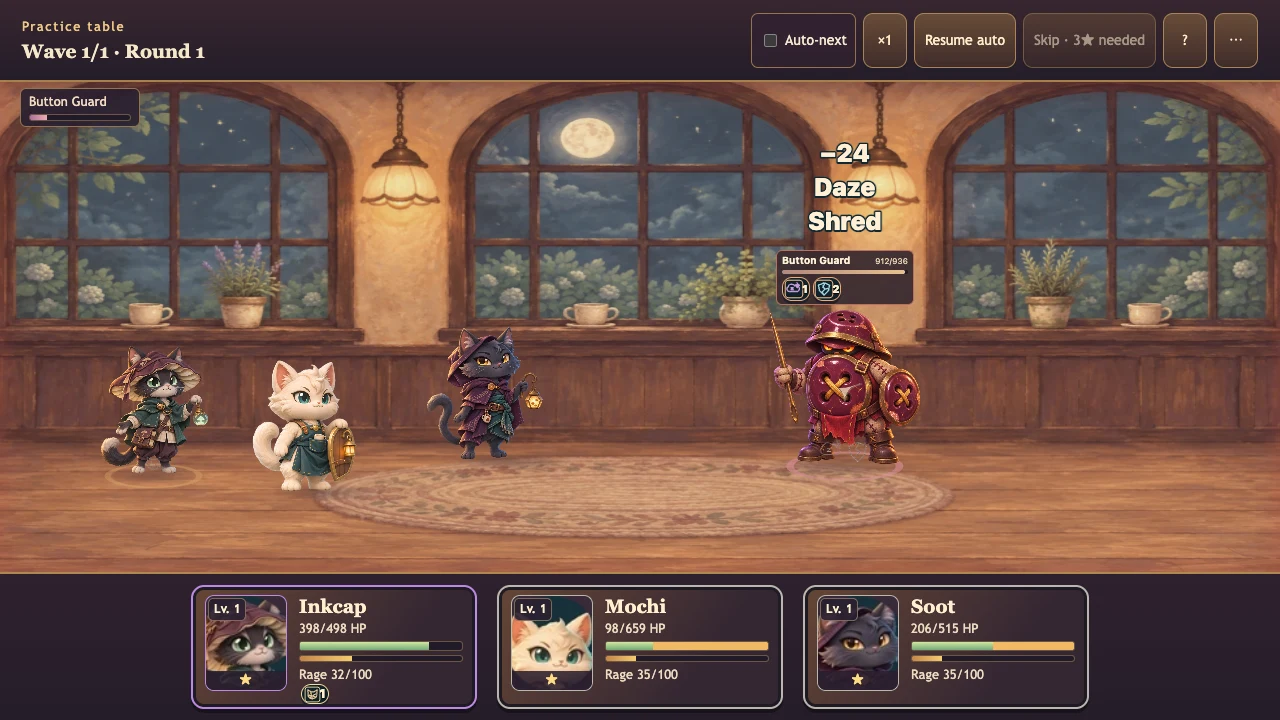 Practice table
Wave 1/1 · Round 1
Auto-next
×1
Resume auto
Skip · 3★ needed
?
···
Button Guard
−24
Daze
Shred
Button Guard 912/936
1 2
Lv. 1
Inkcap
398/498 HP
Rage 32/100
1
Lv. 1
Mochi
98/659 HP
Rage 35/100
Lv. 1
Soot
206/515 HP
Rage 35/100